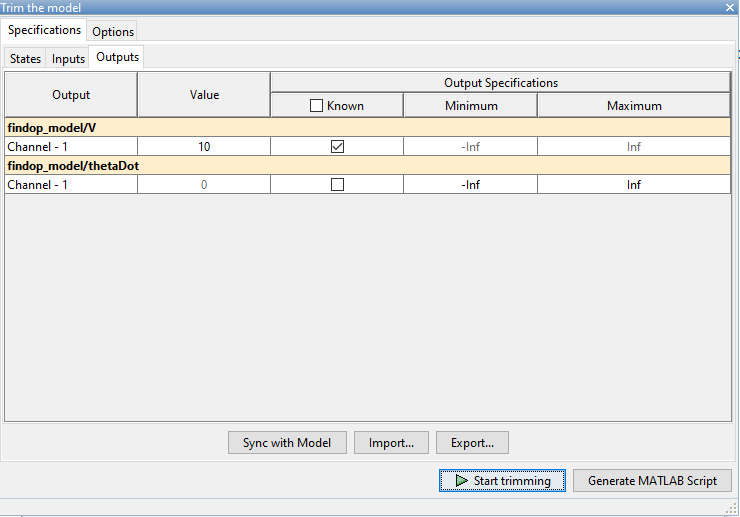 Trim the model
Specifications Options
States Inputs Outputs
Output Value Output Specifications
Known Minimum Maximum
findop_model/V
Channel - 1 10 -Inf Inf
findop_model/thetaDot
Channel - 1 0 -Inf Inf
Sync with Model Import... Export...
Start trimming Generate MATLAB Script